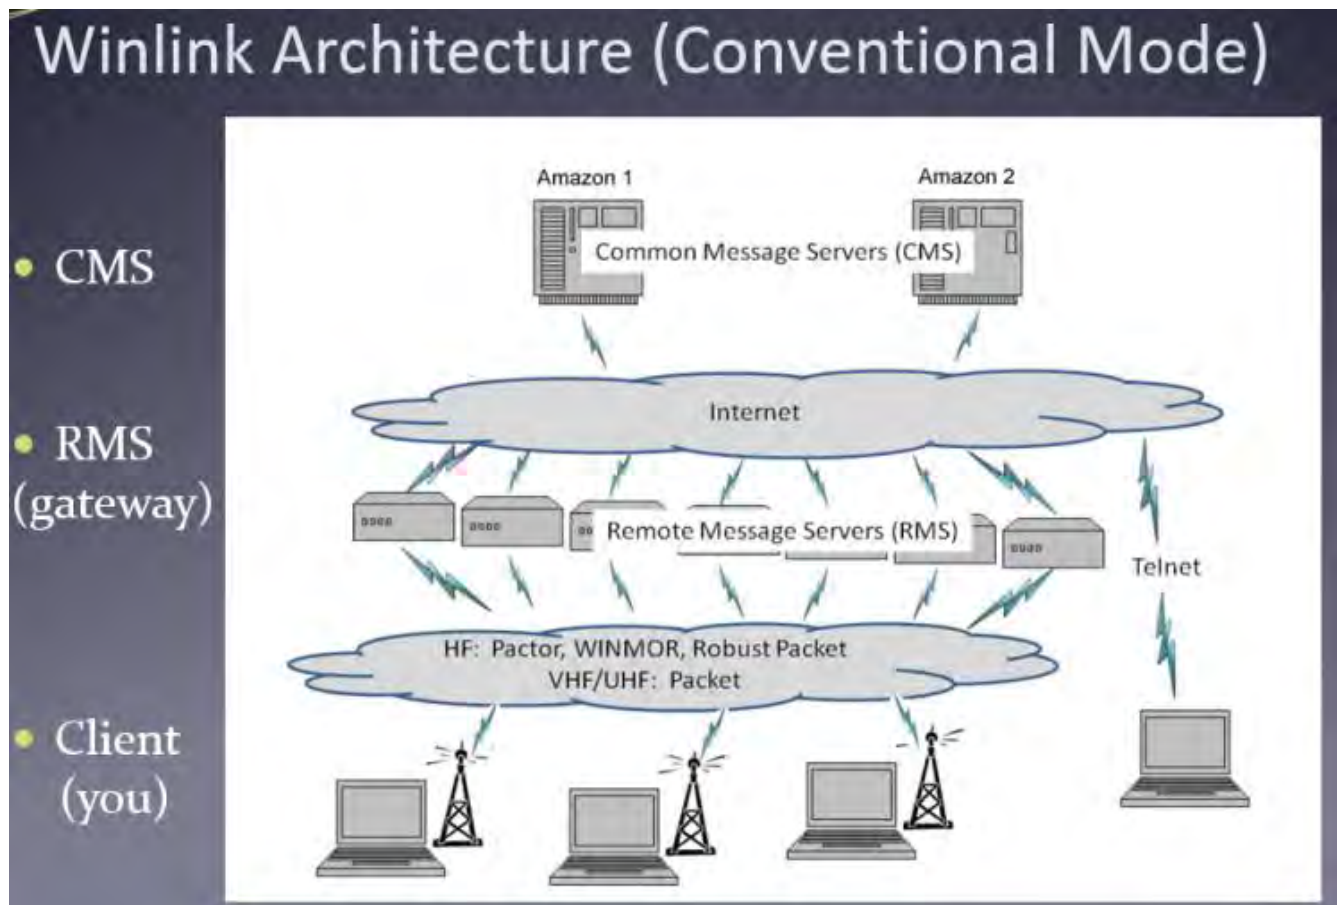 Winlink Architecture (Conventional Mode)
• CMS
• RMS
(gateway)
• Client
(you)
Amazon 1
Amazon 2
Common Message Servers (CMS)
Internet
Remote Message Servers (RMS)
Telnet
HF: Pactor, WINMOR, Robust Packet
VHF/UHF: Packet